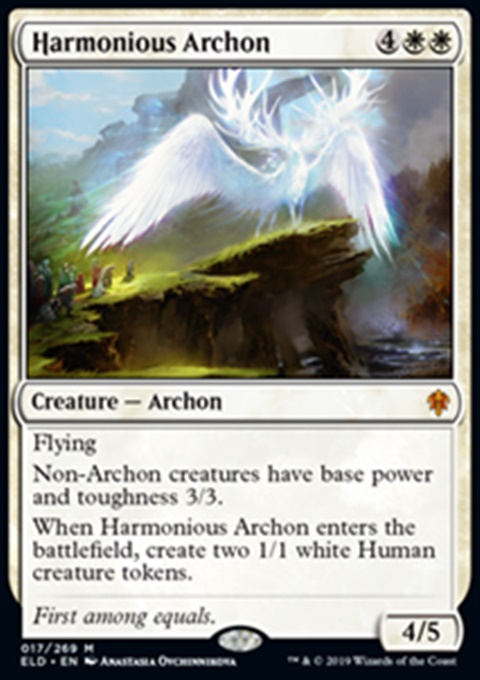 Harmonious Archon 4
Creature — Archon
Flying
Non-Archon creatures have base power
and toughness 3/3.
When Harmonious Archon enters the
battlefield, create two 1/1 white Human
creature tokens.
First among equals.
4/5
017/269 M
ELD • EN Anastasia Ovchinnikova
™ & © 2019 Wizards of the Coast